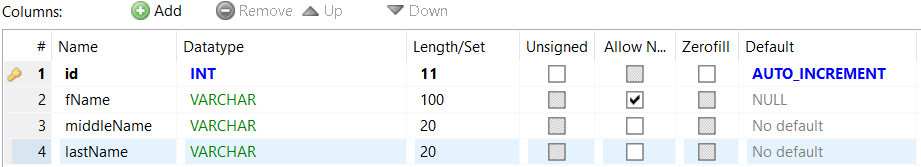 Columns: Add Remove Up Down
# Name Datatype Length/Set Unsigned Allow N... Zerofill Default
1 id INT 11 AUTO_INCREMENT
2 fName VARCHAR 100 NULL
3 middleName VARCHAR 20 No default
4 lastName VARCHAR 20 No default